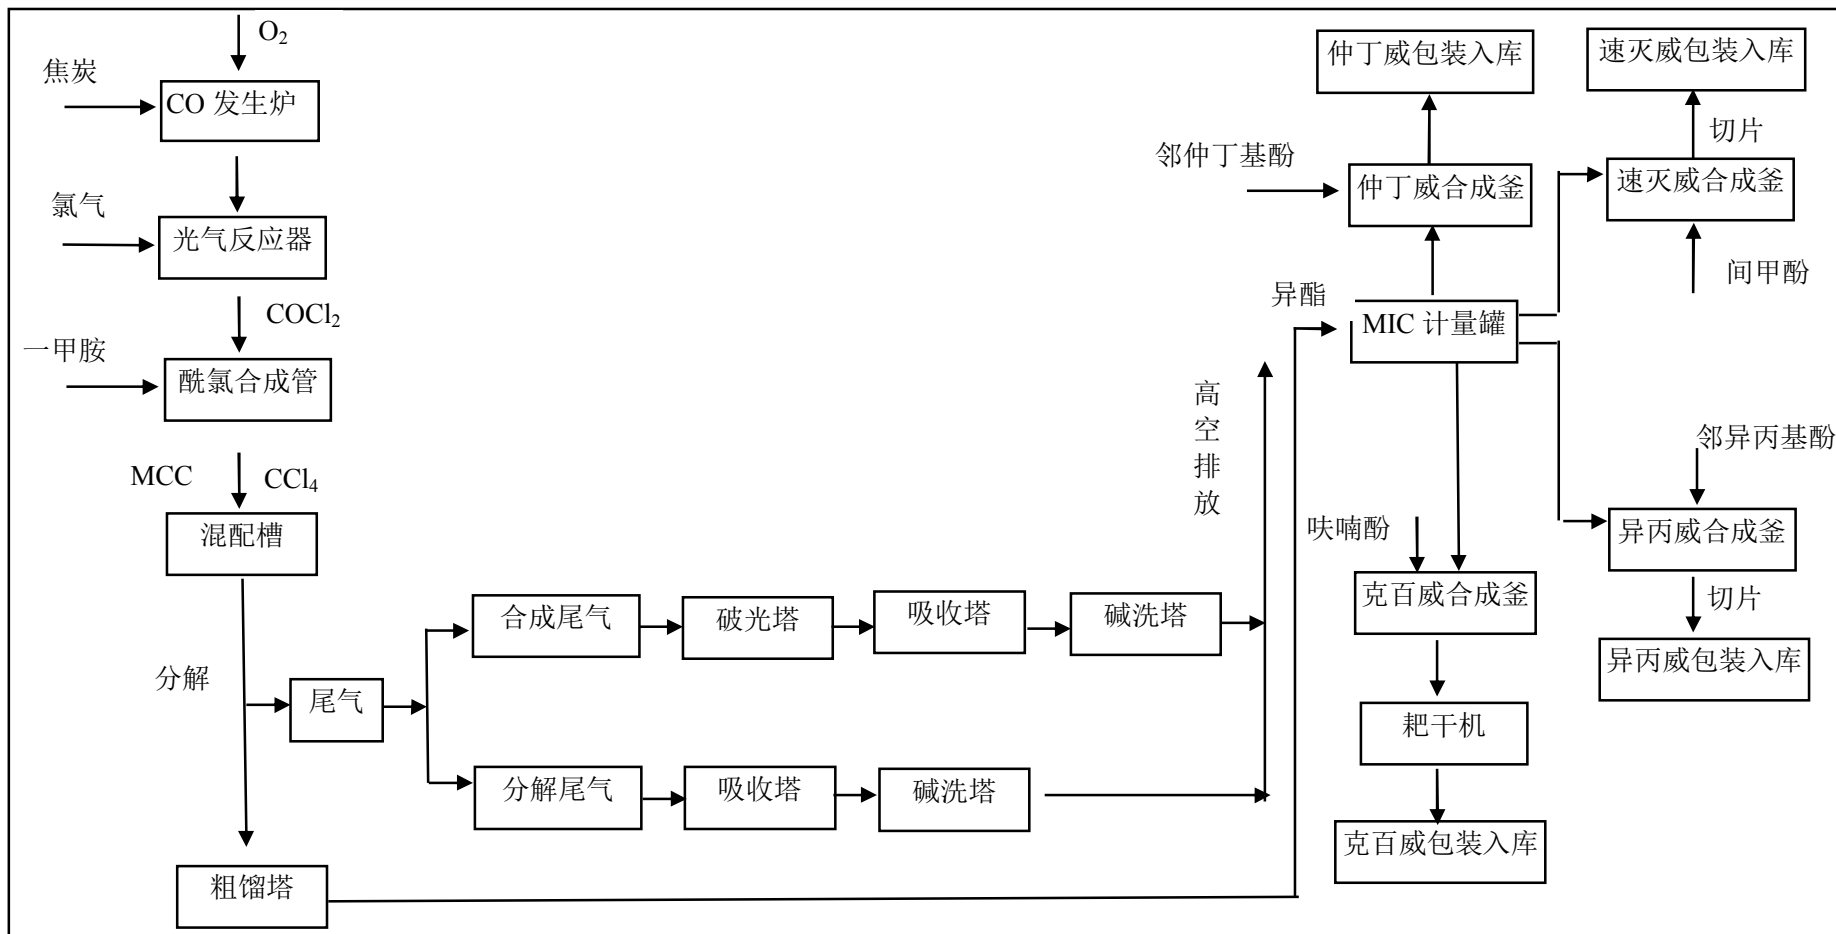 O₂
焦炭
CO 发生炉
氯气
光气反应器
COCl₂
一甲胺
酰氯合成管
MCC
CCl₄
混配槽
分解
尾气
合成尾气
破光塔
吸收塔
碱洗塔
分解尾气
吸收塔
碱洗塔
粗馏塔
高
空
排
放
异酯
MIC 计量罐
邻仲丁基酚
仲丁威合成釜
仲丁威包装入库
速灭威包装入库
切片
速灭威合成釜
间甲酚
邻异丙基酚
异丙威合成釜
切片
异丙威包装入库
呋喃酚
克百威合成釜
耙干机
克百威包装入库